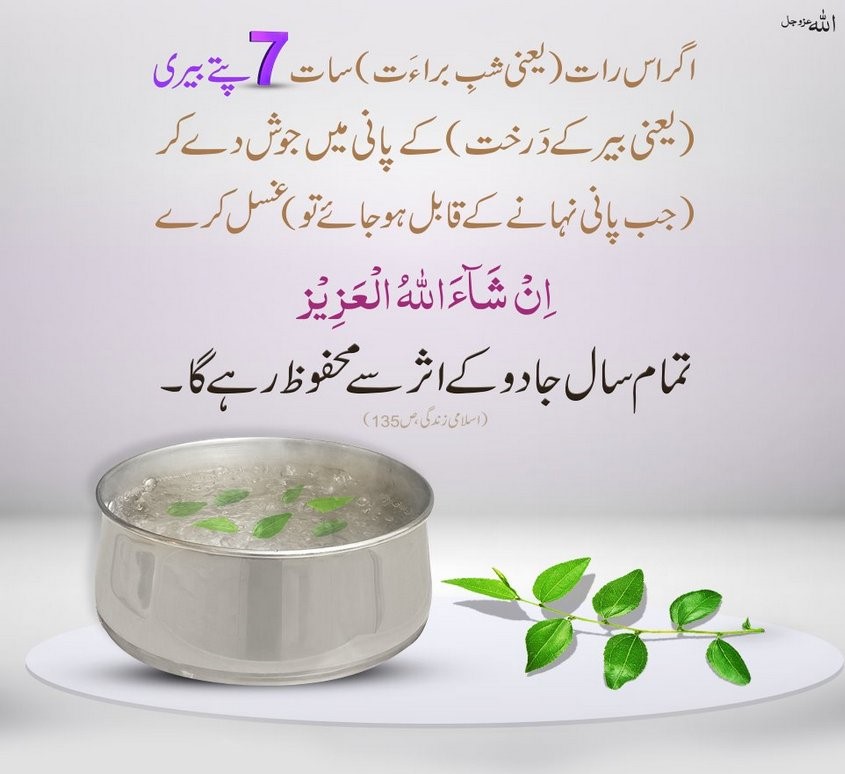 اللہ عزوجل
اگر اس رات (یعنی شبِ براءَت) سات 7 پتے بیری
(یعنی بیر کے دَرخت) کے پانی میں جوش دے کر
(جب پانی نہانے کے قابل ہو جائے تو) غسل کرے
اِنْ شَآءَ اللہُ الْعَزِیْز
تمام سال جادو کے اثر سے محفوظ رہے گا۔
(اسلامی زندگی،ص135)